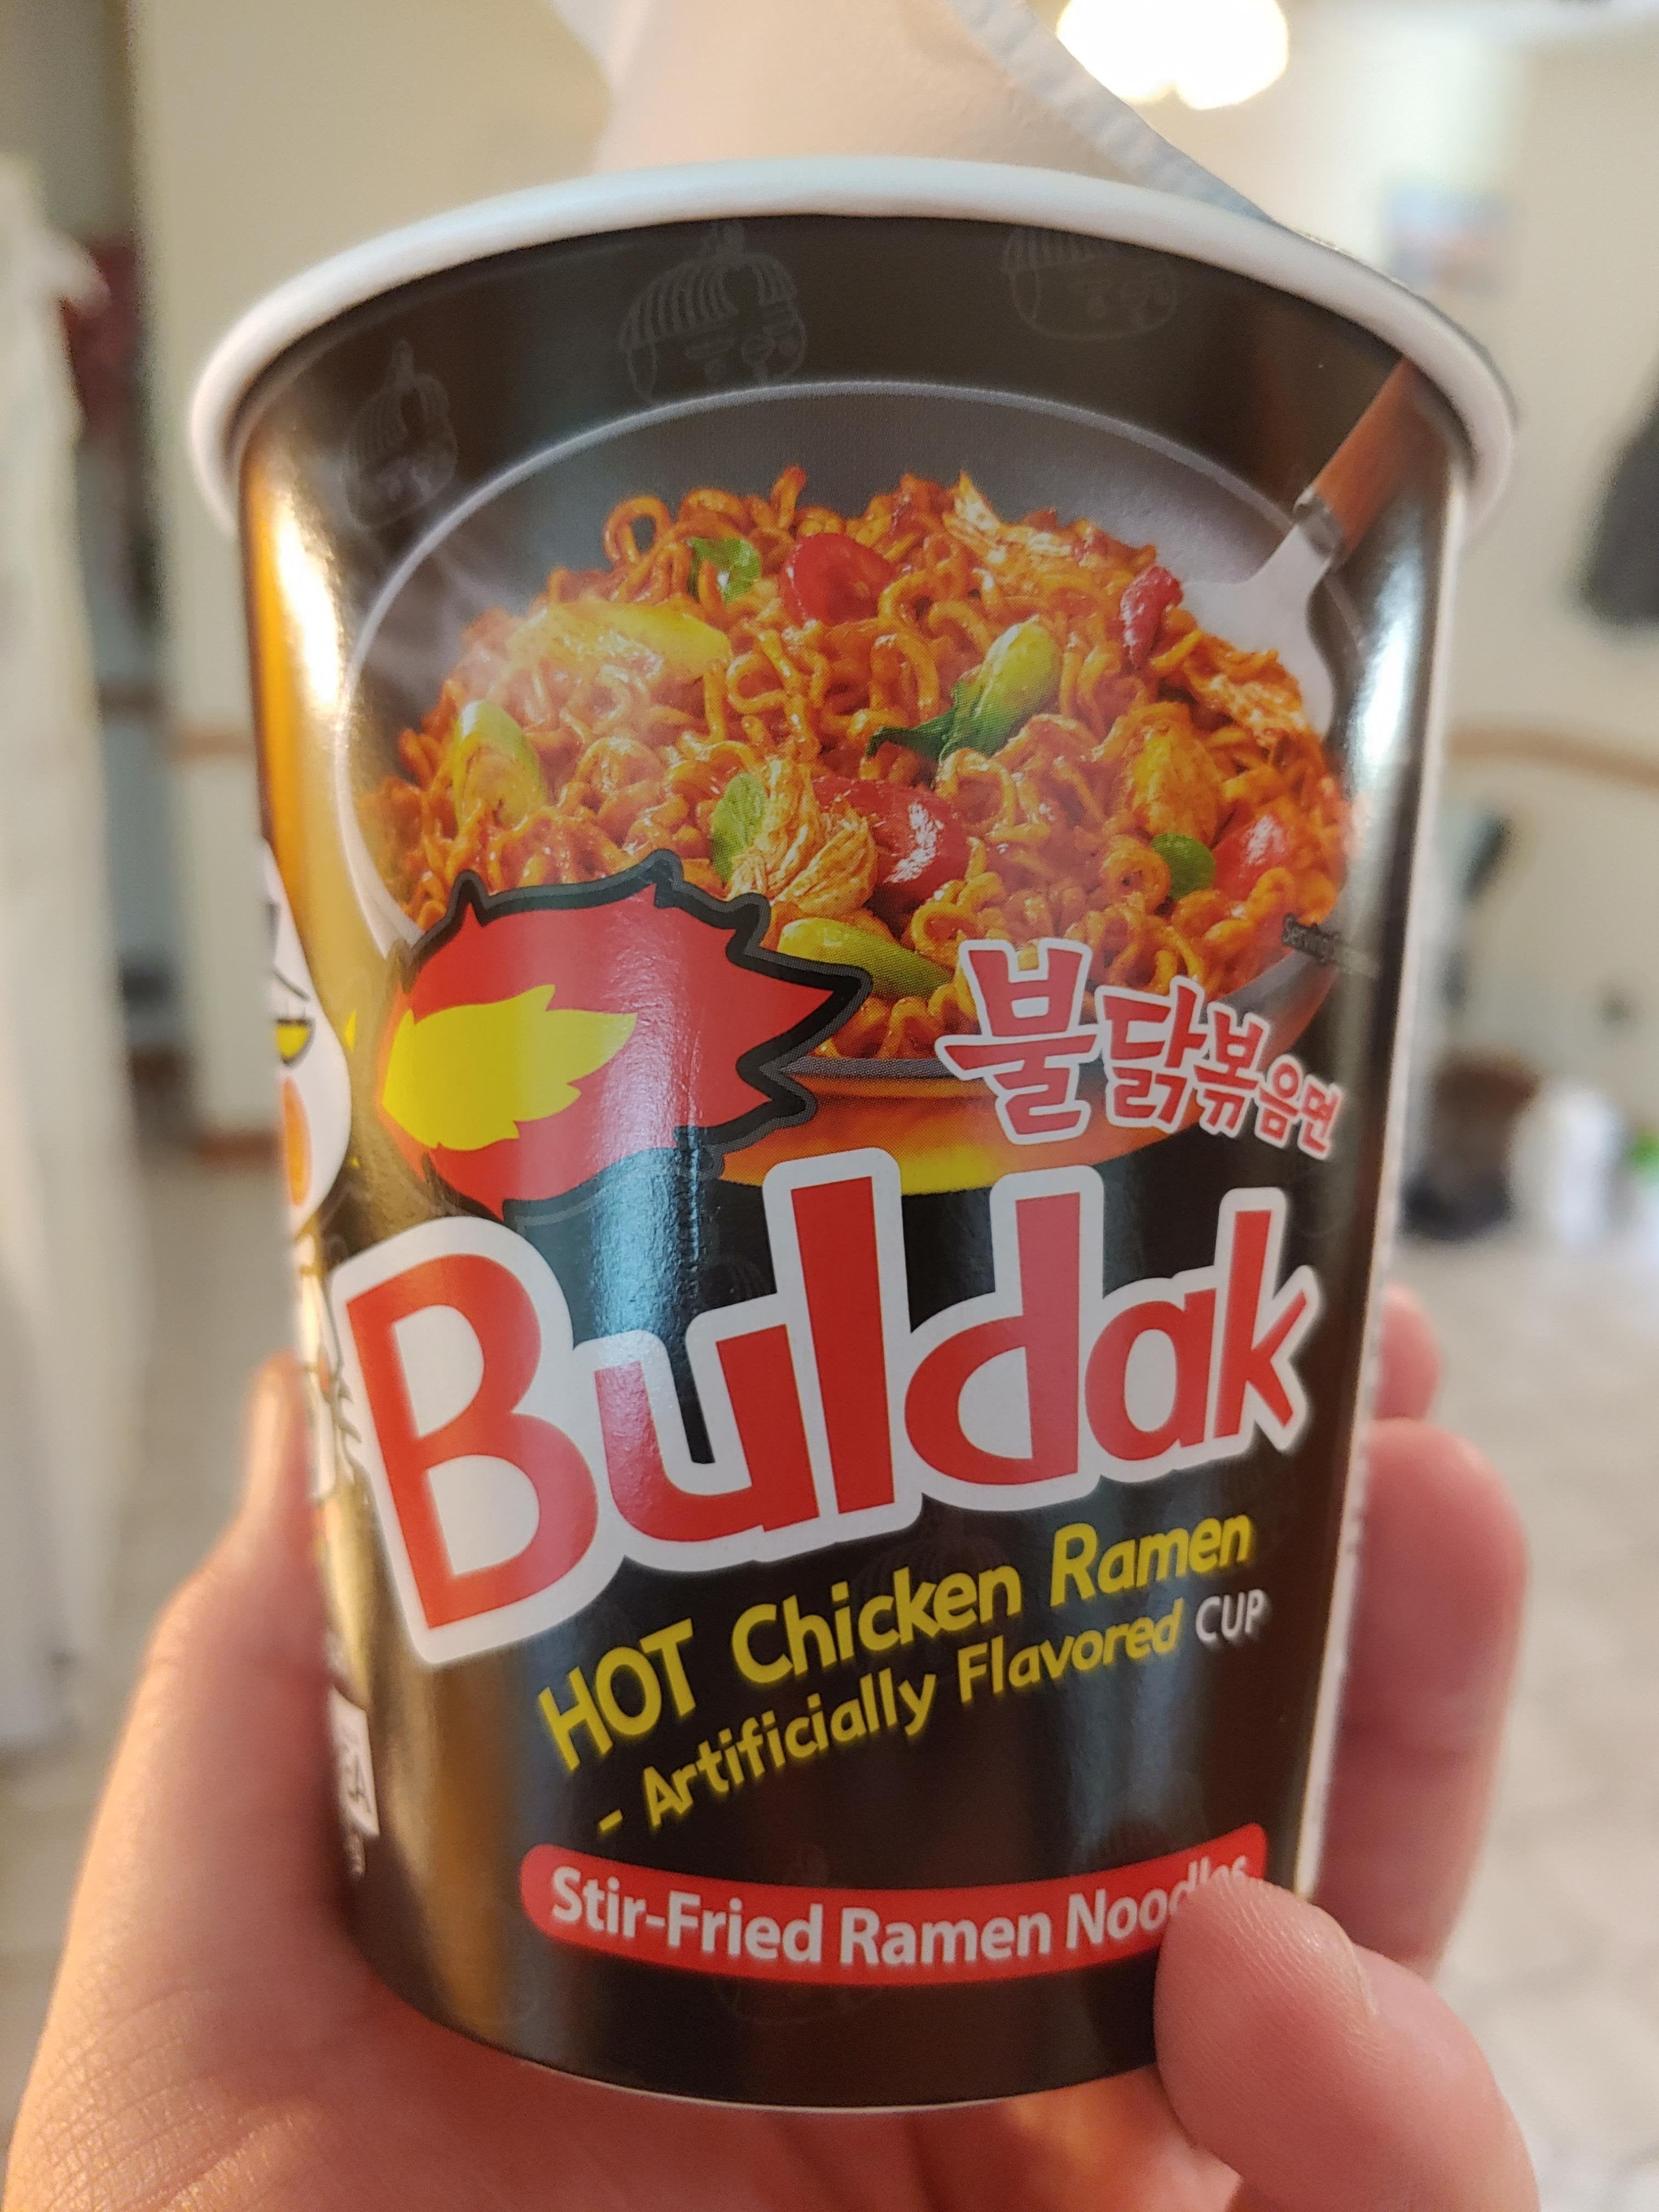 불닭볶음면
Buldak
HOT Chicken Ramen
- Artificially Flavored CUP
Stir-Fried Ramen Noodles